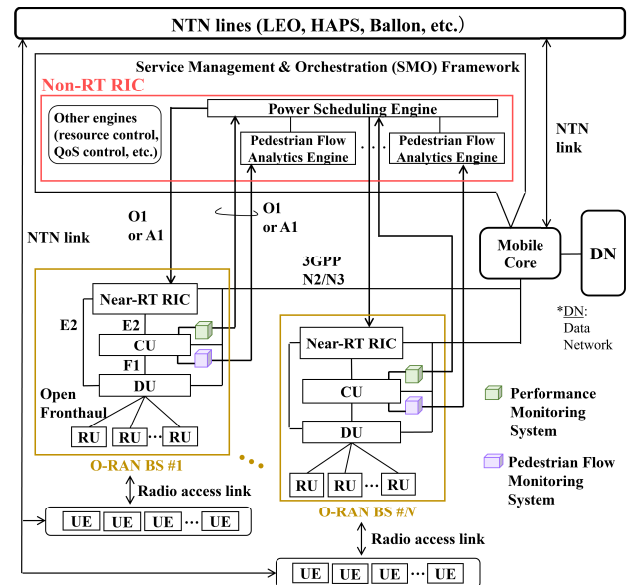 NTN lines (LEO, HAPS, Ballon, etc.)
Service Management & Orchestration (SMO) Framework
Non-RT RIC
Power Scheduling Engine
Other engines
(resource control,
QoS control, etc.)
Pedestrian Flow
Analytics Engine
....
Pedestrian Flow
Analytics Engine
NTN
link
O1
or A1
O1
or A1
NTN link
3GPP
N2/N3
Mobile
Core
DN
*DN:
Data
Network
Near-RT RIC
E2
E2
CU
F1
DU
Open
Fronthaul
RU RU ... RU
O-RAN BS #1
Near-RT RIC
CU
DU
RU RU ... RU
O-RAN BS #N
Performance
Monitoring
System
Pedestrian Flow
Monitoring
System
Radio access link
UE UE UE ... UE
Radio access link
UE UE UE ... UE